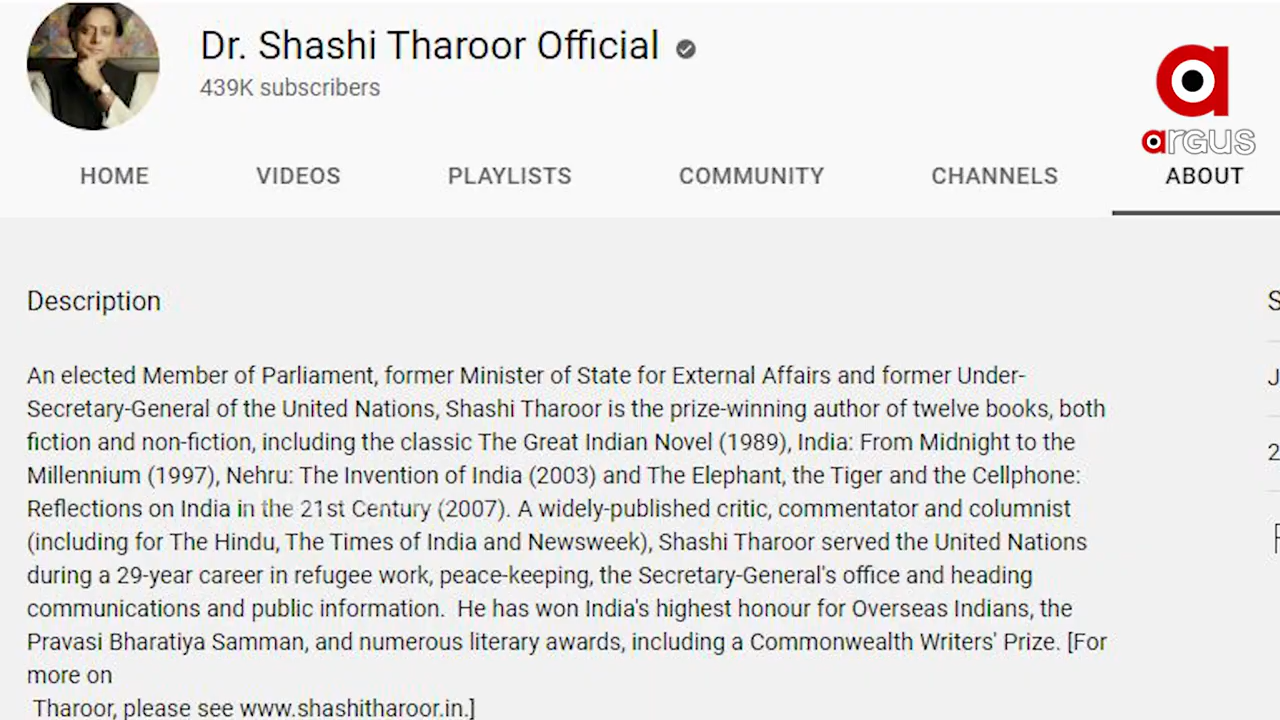 Dr. Shashi Tharoor Official
439K subscribers
argus
HOME VIDEOS PLAYLISTS COMMUNITY CHANNELS ABOUT
Description
An elected Member of Parliament, former Minister of State for External Affairs and former Under-
Secretary-General of the United Nations, Shashi Tharoor is the prize-winning author of twelve books, both
fiction and non-fiction, including the classic The Great Indian Novel (1989), India: From Midnight to the
Millennium (1997), Nehru: The Invention of India (2003) and The Elephant, the Tiger and the Cellphone:
Reflections on India in the 21st Century (2007). A widely-published critic, commentator and columnist
(including for The Hindu, The Times of India and Newsweek), Shashi Tharoor served the United Nations
during a 29-year career in refugee work, peace-keeping, the Secretary-General's office and heading
communications and public information.  He has won India's highest honour for Overseas Indians, the
Pravasi Bharatiya Samman, and numerous literary awards, including a Commonwealth Writers' Prize. [For
more on
Tharoor, please see www.shashitharoor.in.]